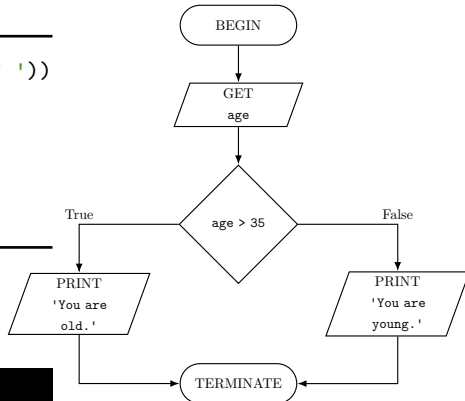 BEGIN
'))
GET
age
age > 35
True
False
PRINT
'You are
old.'
PRINT
'You are
young.'
TERMINATE